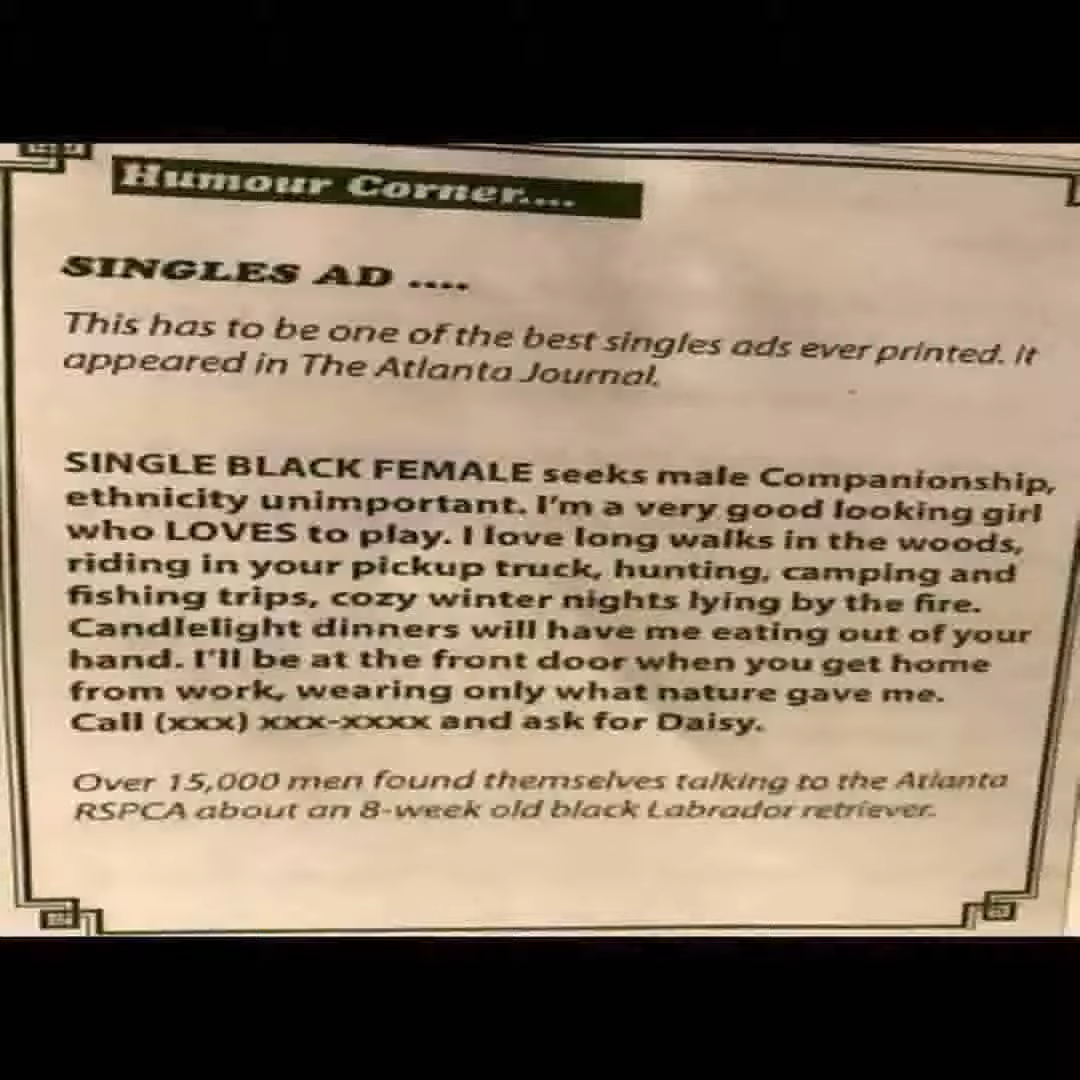 Humour Corner....
SINGLES AD ....
This has to be one of the best singles ads ever printed. It
appeared in The Atlanta Journal.
SINGLE BLACK FEMALE seeks male Companionship,
ethnicity unimportant. I'm a very good looking girl
who LOVES to play. I love long walks in the woods,
riding in your pickup truck, hunting, camping and
fishing trips, cozy winter nights lying by the fire.
Candlelight dinners will have me eating out of your
hand. I'll be at the front door when you get home
from work, wearing only what nature gave me.
Call (xxx) xxx-xxxx and ask for Daisy.
Over 15,000 men found themselves talking to the Atlanta
RSPCA about an 8-week old black Labrador retriever.